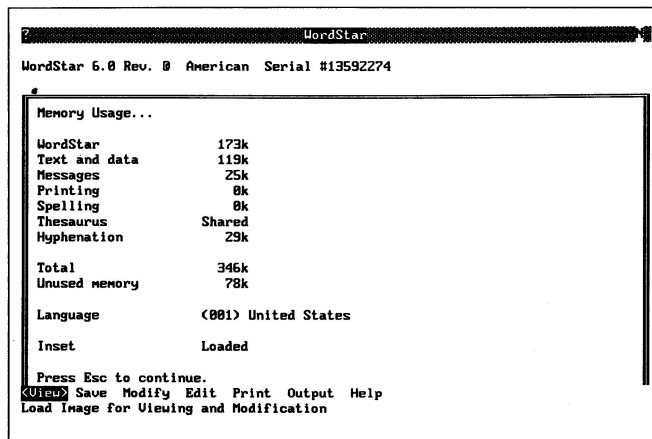 ? WordStar
WordStar 6.0 Rev. B American Serial #13592274
Memory Usage...
WordStar 173k
Text and data 119k
Messages 25k
Printing 0k
Spelling 0k
Thesaurus Shared
Hyphenation 29k
Total 346k
Unused memory 78k
Language (001) United States
Inset Loaded
Press Esc to continue.
<View> Save Modify Edit Print Output Help
Load Image for Viewing and Modification